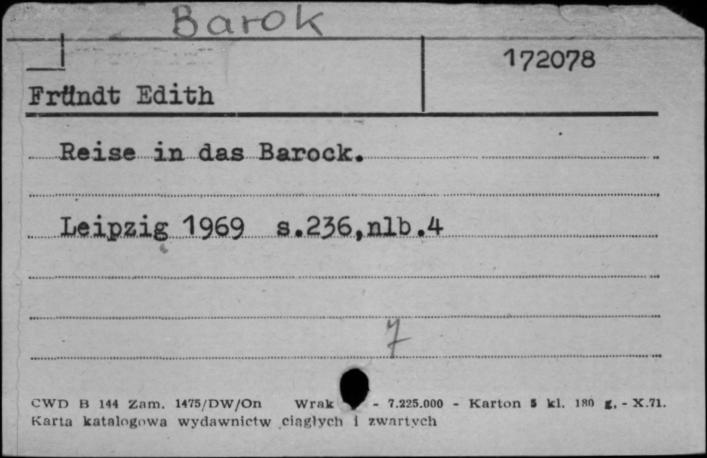 Barok
172078
Fründt Edith
Reise in das Barock.
Leipzig 1969 s.236,nlb.4
7
CWD B 144 Zam. 1475/DW/On Wrak - 7.225.000 - Karton 5 kl. 180 g. - X.71.
Karta katalogowa wydawnictw ciągłych i zwartych